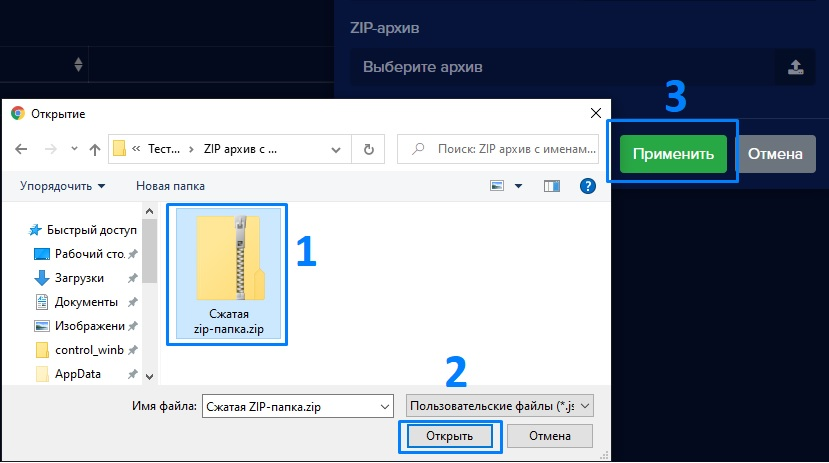 ZIP-архив
Выберите архив
3
Применить
Отмена
Открытие
Тест...
ZIP архив с ...
Поиск: ZIP архив с именам...
Упорядочить
Новая папка
Быстрый доступ
Рабочий сто.
Загрузки
Документы
Изображени
control_winb
AppData
Сжатая
zip-папка.zip
1
2
Имя файла:
Сжатая ZIP-папка.zip
Пользовательские файлы (*.js
Открыть
Отмена